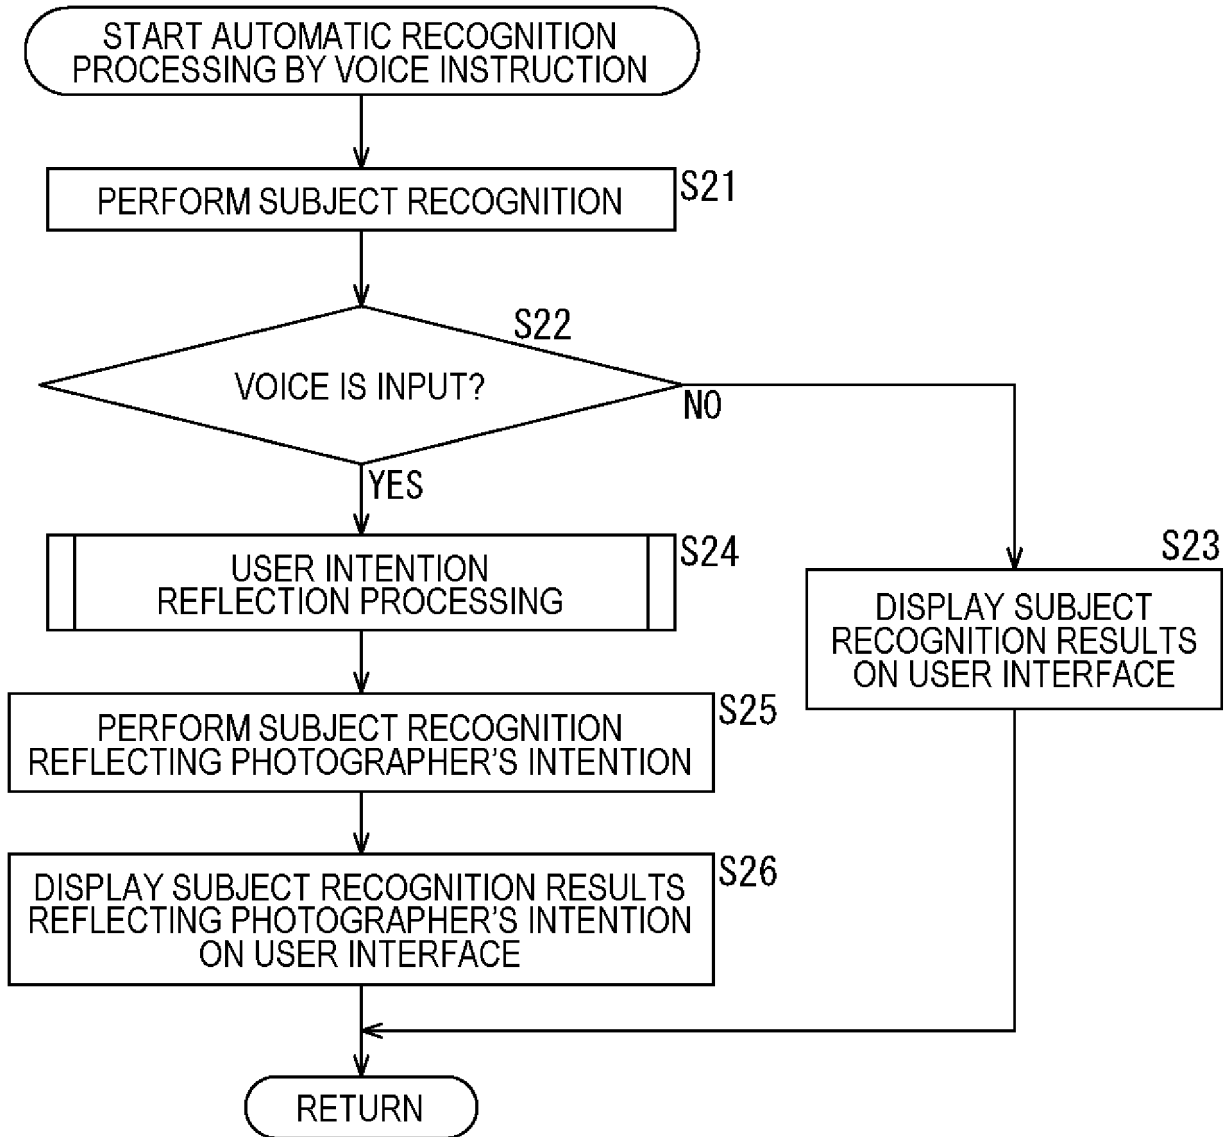 START AUTOMATIC RECOGNITION
PROCESSING BY VOICE INSTRUCTION
PERFORM SUBJECT RECOGNITION
S21
S22
VOICE IS INPUT?
NO
YES
USER INTENTION
REFLECTION PROCESSING
S24
S23
DISPLAY SUBJECT
RECOGNITION RESULTS
ON USER INTERFACE
PERFORM SUBJECT RECOGNITION
REFLECTING PHOTOGRAPHER'S INTENTION
S25
DISPLAY SUBJECT RECOGNITION RESULTS
REFLECTING PHOTOGRAPHER'S INTENTION
ON USER INTERFACE
S26
RETURN